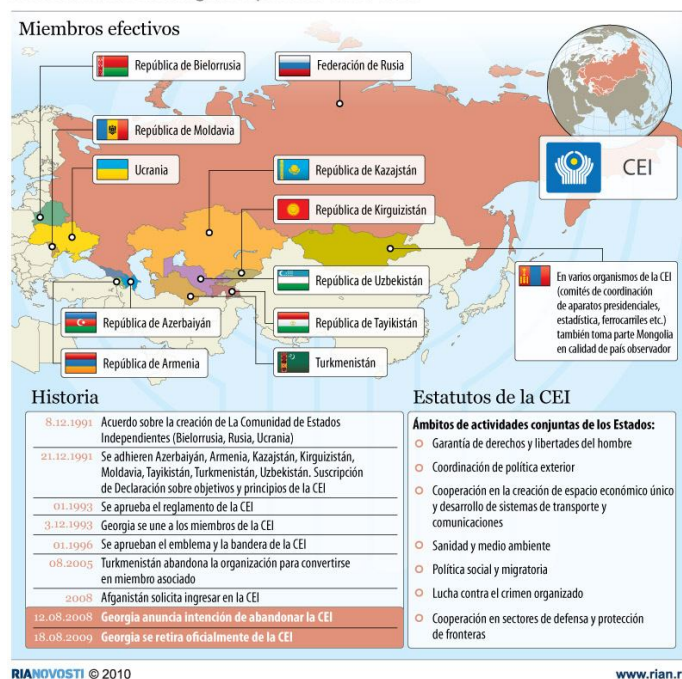 Miembros efectivos
República de Bielorrusia
Federación de Rusia
República de Moldavia
Ucrania
República de Kazajstán
CEI
República de Kirguizistán
República de Uzbekistán
En varios organismos de la CEI
(comités de coordinación
de aparatos presidenciales,
estadística, ferrocarriles etc.)
también toma parte Mongolia
en calidad de país observador
República de Azerbaiyán
República de Tayikistán
República de Armenia
Turkmenistán
Historia
8.12.1991 Acuerdo sobre la creación de La Comunidad de Estados
Independientes (Bielorrusia, Rusia, Ucrania)
21.12.1991 Se adhieren Azerbaiyán, Armenia, Kazajstán, Kirguizistán,
Moldavia, Tayikistán, Turkmenistán, Uzbekistán. Suscripción
de Declaración sobre objetivos y principios de la CEI
01.1993 Se aprueba el reglamento de la CEI
3.12.1993 Georgia se une a los miembros de la CEI
01.1996 Se aprueban el emblema y la bandera de la CEI
08.2005 Turkmenistán abandona la organización para convertirse
en miembro asociado
2008 Afganistán solicita ingresar en la CEI
12.08.2008 Georgia anuncia intención de abandonar la CEI
18.08.2009 Georgia se retira oficialmente de la CEI
Estatutos de la CEI
Ámbitos de actividades conjuntas de los Estados:
Garantía de derechos y libertades del hombre
Coordinación de política exterior
Cooperación en la creación de espacio económico único
y desarrollo de sistemas de transporte y
comunicaciones
Sanidad y medio ambiente
Política social y migratoria
Lucha contra el crimen organizado
Cooperación en sectores de defensa y protección
de fronteras
RIANOVOSTI © 2010
www.rian.r